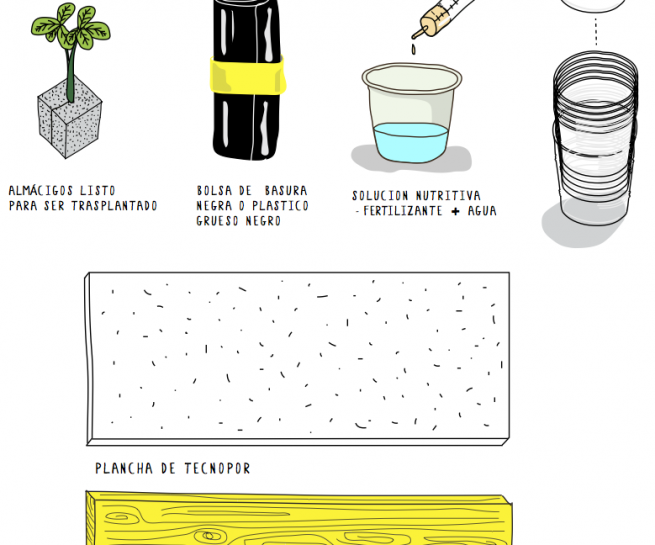 ALMÁCIGOS LISTO
PARA SER TRASPLANTADO
BOLSA DE BASURA
NEGRA O PLASTICO
GRUESO NEGRO
SOLUCION NUTRITIVA
- FERTILIZANTE + AGUA
PLANCHA DE TECNOPOR